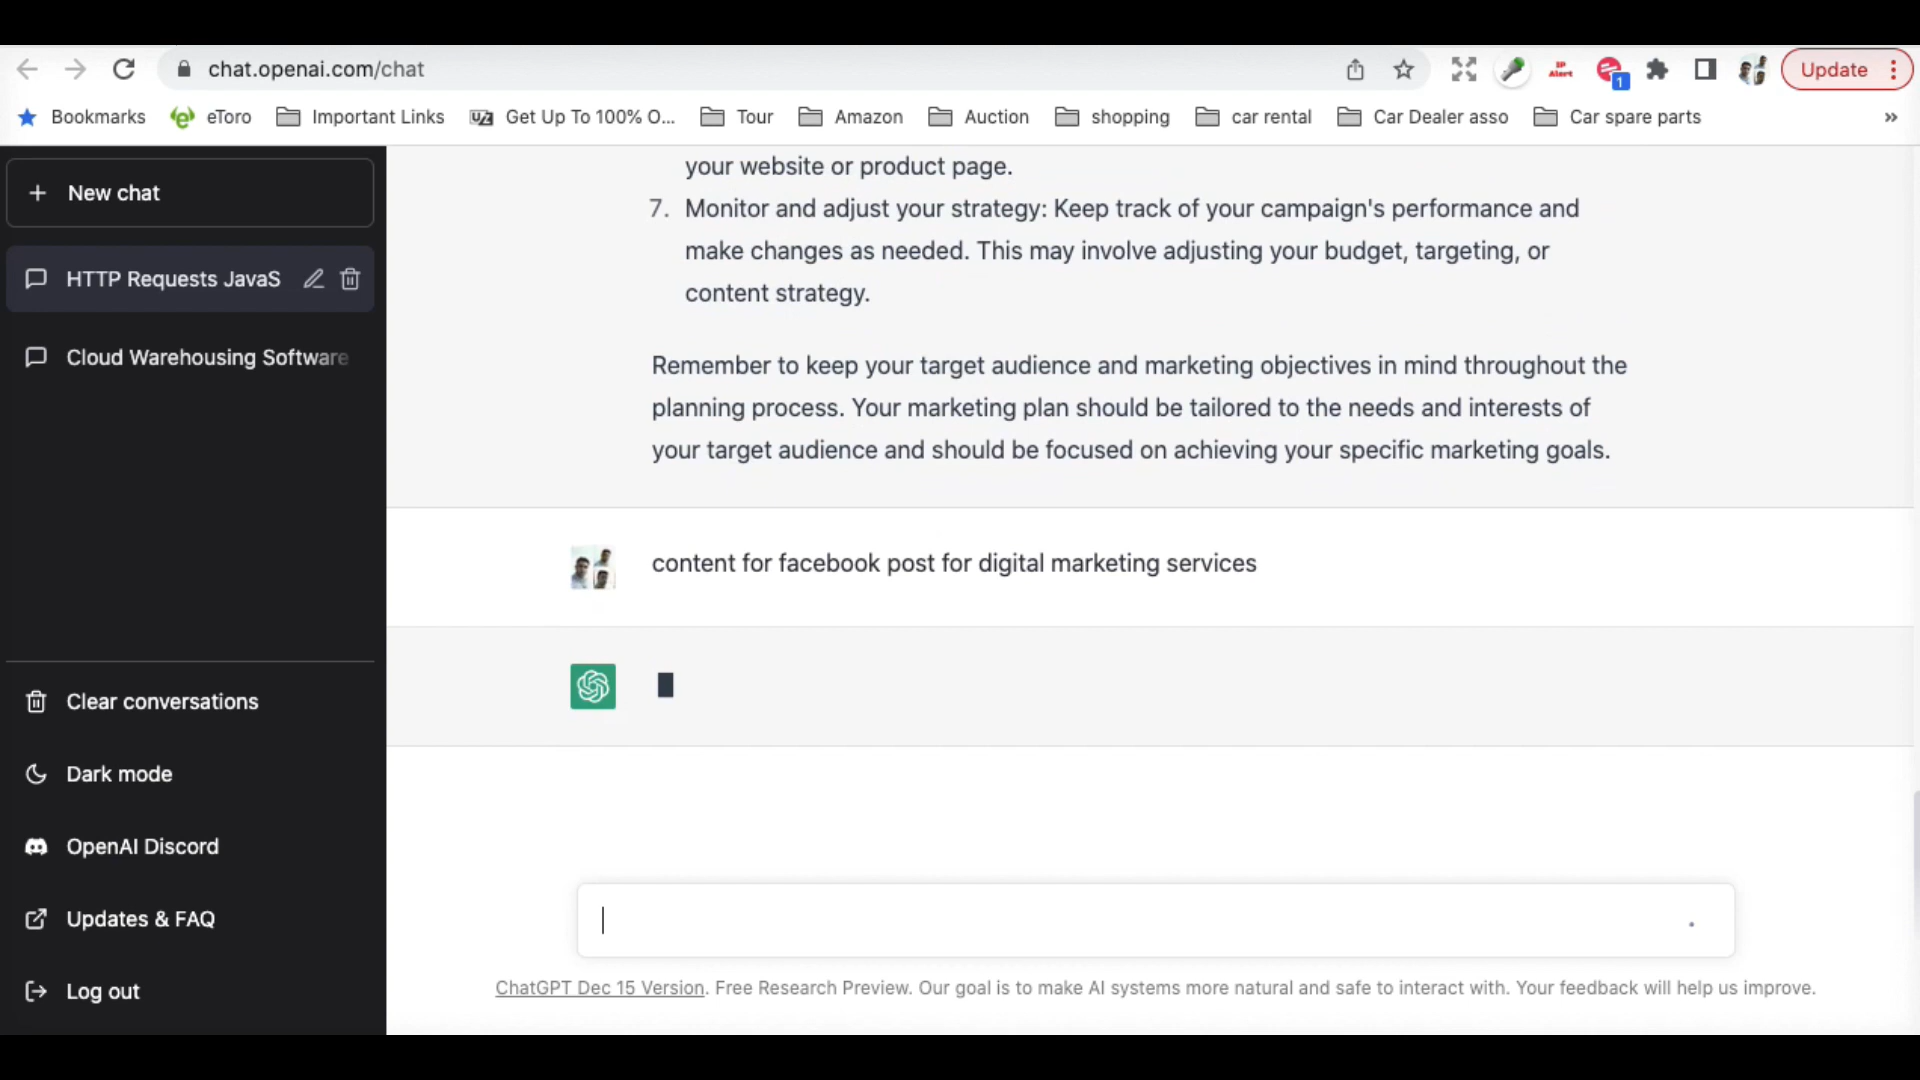 chat.openai.com/chat
Update
IP Alert
1
Bookmarks eToro Important Links Get Up To 100% O... Tour Amazon Auction shopping car rental Car Dealer asso Car spare parts »
New chat
HTTP Requests JavaS
Cloud Warehousing Software
Clear conversations
Dark mode
OpenAI Discord
Updates & FAQ
Log out
your website or product page.
7. Monitor and adjust your strategy: Keep track of your campaign's performance and
make changes as needed. This may involve adjusting your budget, targeting, or
content strategy.
Remember to keep your target audience and marketing objectives in mind throughout the
planning process. Your marketing plan should be tailored to the needs and interests of
your target audience and should be focused on achieving your specific marketing goals.
content for facebook post for digital marketing services
ChatGPT Dec 15 Version. Free Research Preview. Our goal is to make AI systems more natural and safe to interact with. Your feedback will help us improve.